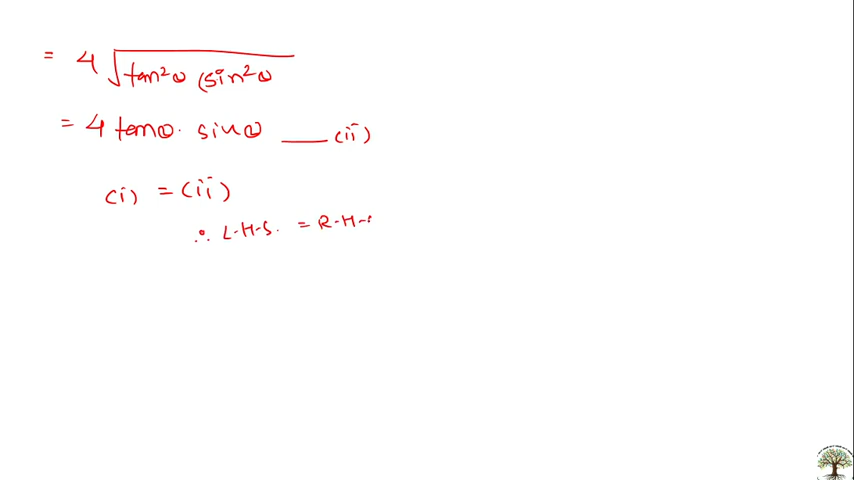 = 4 √tan²θ (sin²θ
= 4 tanθ. sinθ ___ (ii)
(i) = (ii)
∴ L-H-S. = R-H-S